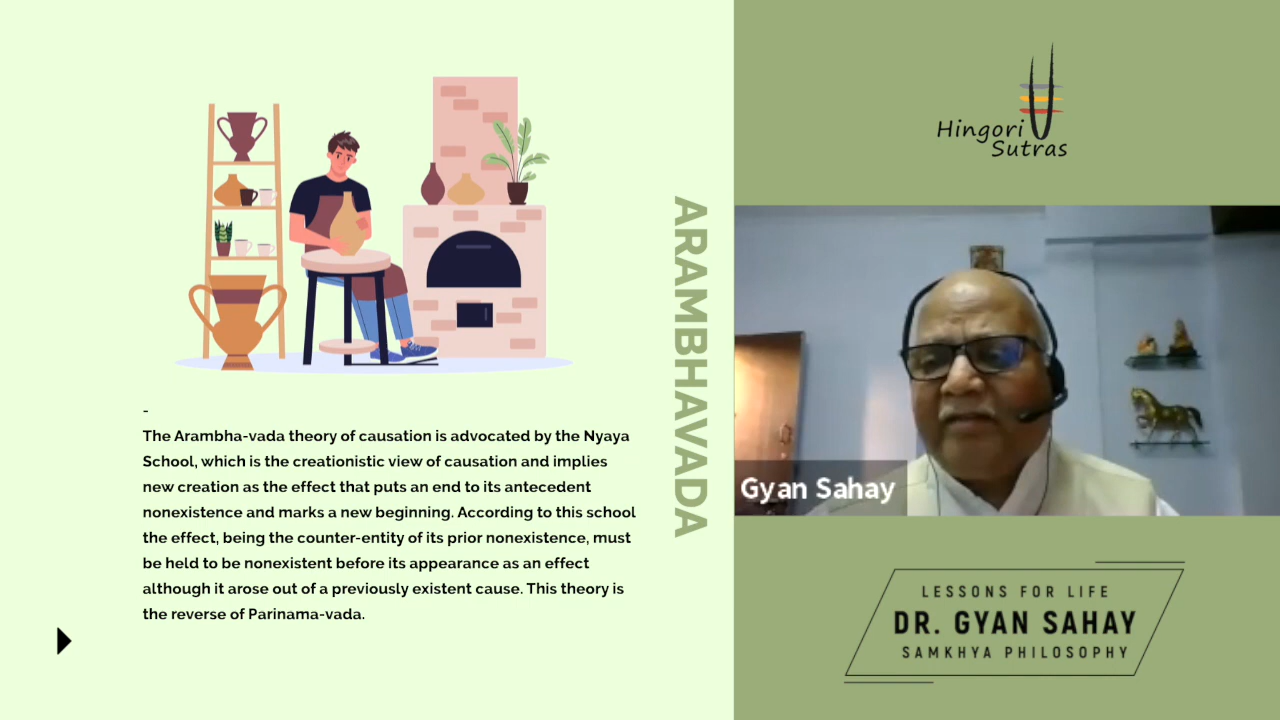 ARAMBHAVADA
-
The Arambha-vada theory of causation is advocated by the Nyaya
School, which is the creationistic view of causation and implies
new creation as the effect that puts an end to its antecedent
nonexistence and marks a new beginning. According to this school
the effect, being the counter-entity of its prior nonexistence, must
be held to be nonexistent before its appearance as an effect
although it arose out of a previously existent cause. This theory is
the reverse of Parinama-vada.
Hingori
Sutras
Gyan Sahay
LESSONS FOR LIFE
DR. GYAN SAHAY
SAMKHYA PHILOSOPHY